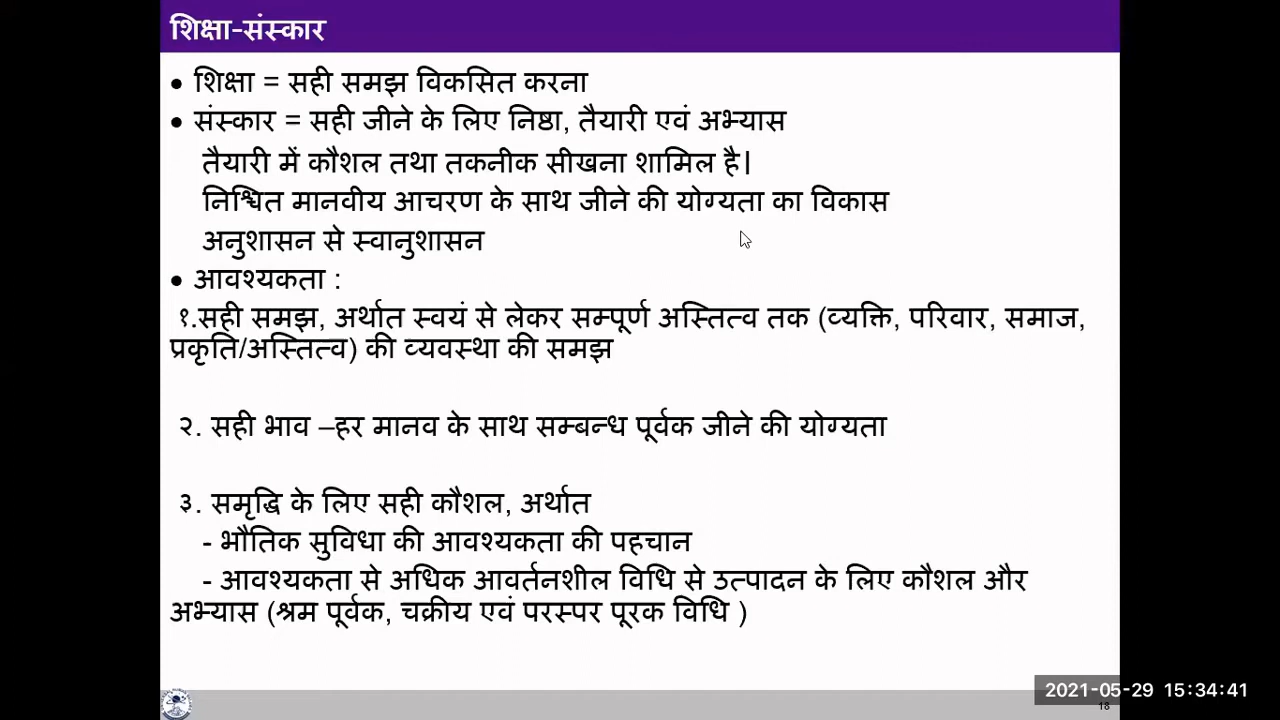 शिक्षा-संस्कार
• शिक्षा = सही समझ विकसित करना
• संस्कार = सही जीने के लिए निष्ठा, तैयारी एवं अभ्यास
तैयारी में कौशल तथा तकनीक सीखना शामिल है।
निश्चित मानवीय आचरण के साथ जीने की योग्यता का विकास
अनुशासन से स्वानुशासन
• आवश्यकता :
१.सही समझ, अर्थात स्वयं से लेकर सम्पूर्ण अस्तित्व तक (व्यक्ति, परिवार, समाज,
प्रकृति/अस्तित्व) की व्यवस्था की समझ
२. सही भाव –हर मानव के साथ सम्बन्ध पूर्वक जीने की योग्यता
३. समृद्धि के लिए सही कौशल, अर्थात
- भौतिक सुविधा की आवश्यकता की पहचान
- आवश्यकता से अधिक आवर्तनशील विधि से उत्पादन के लिए कौशल और
अभ्यास (श्रम पूर्वक, चक्रीय एवं परस्पर पूरक विधि )
2021-05-29 15:34:41
18